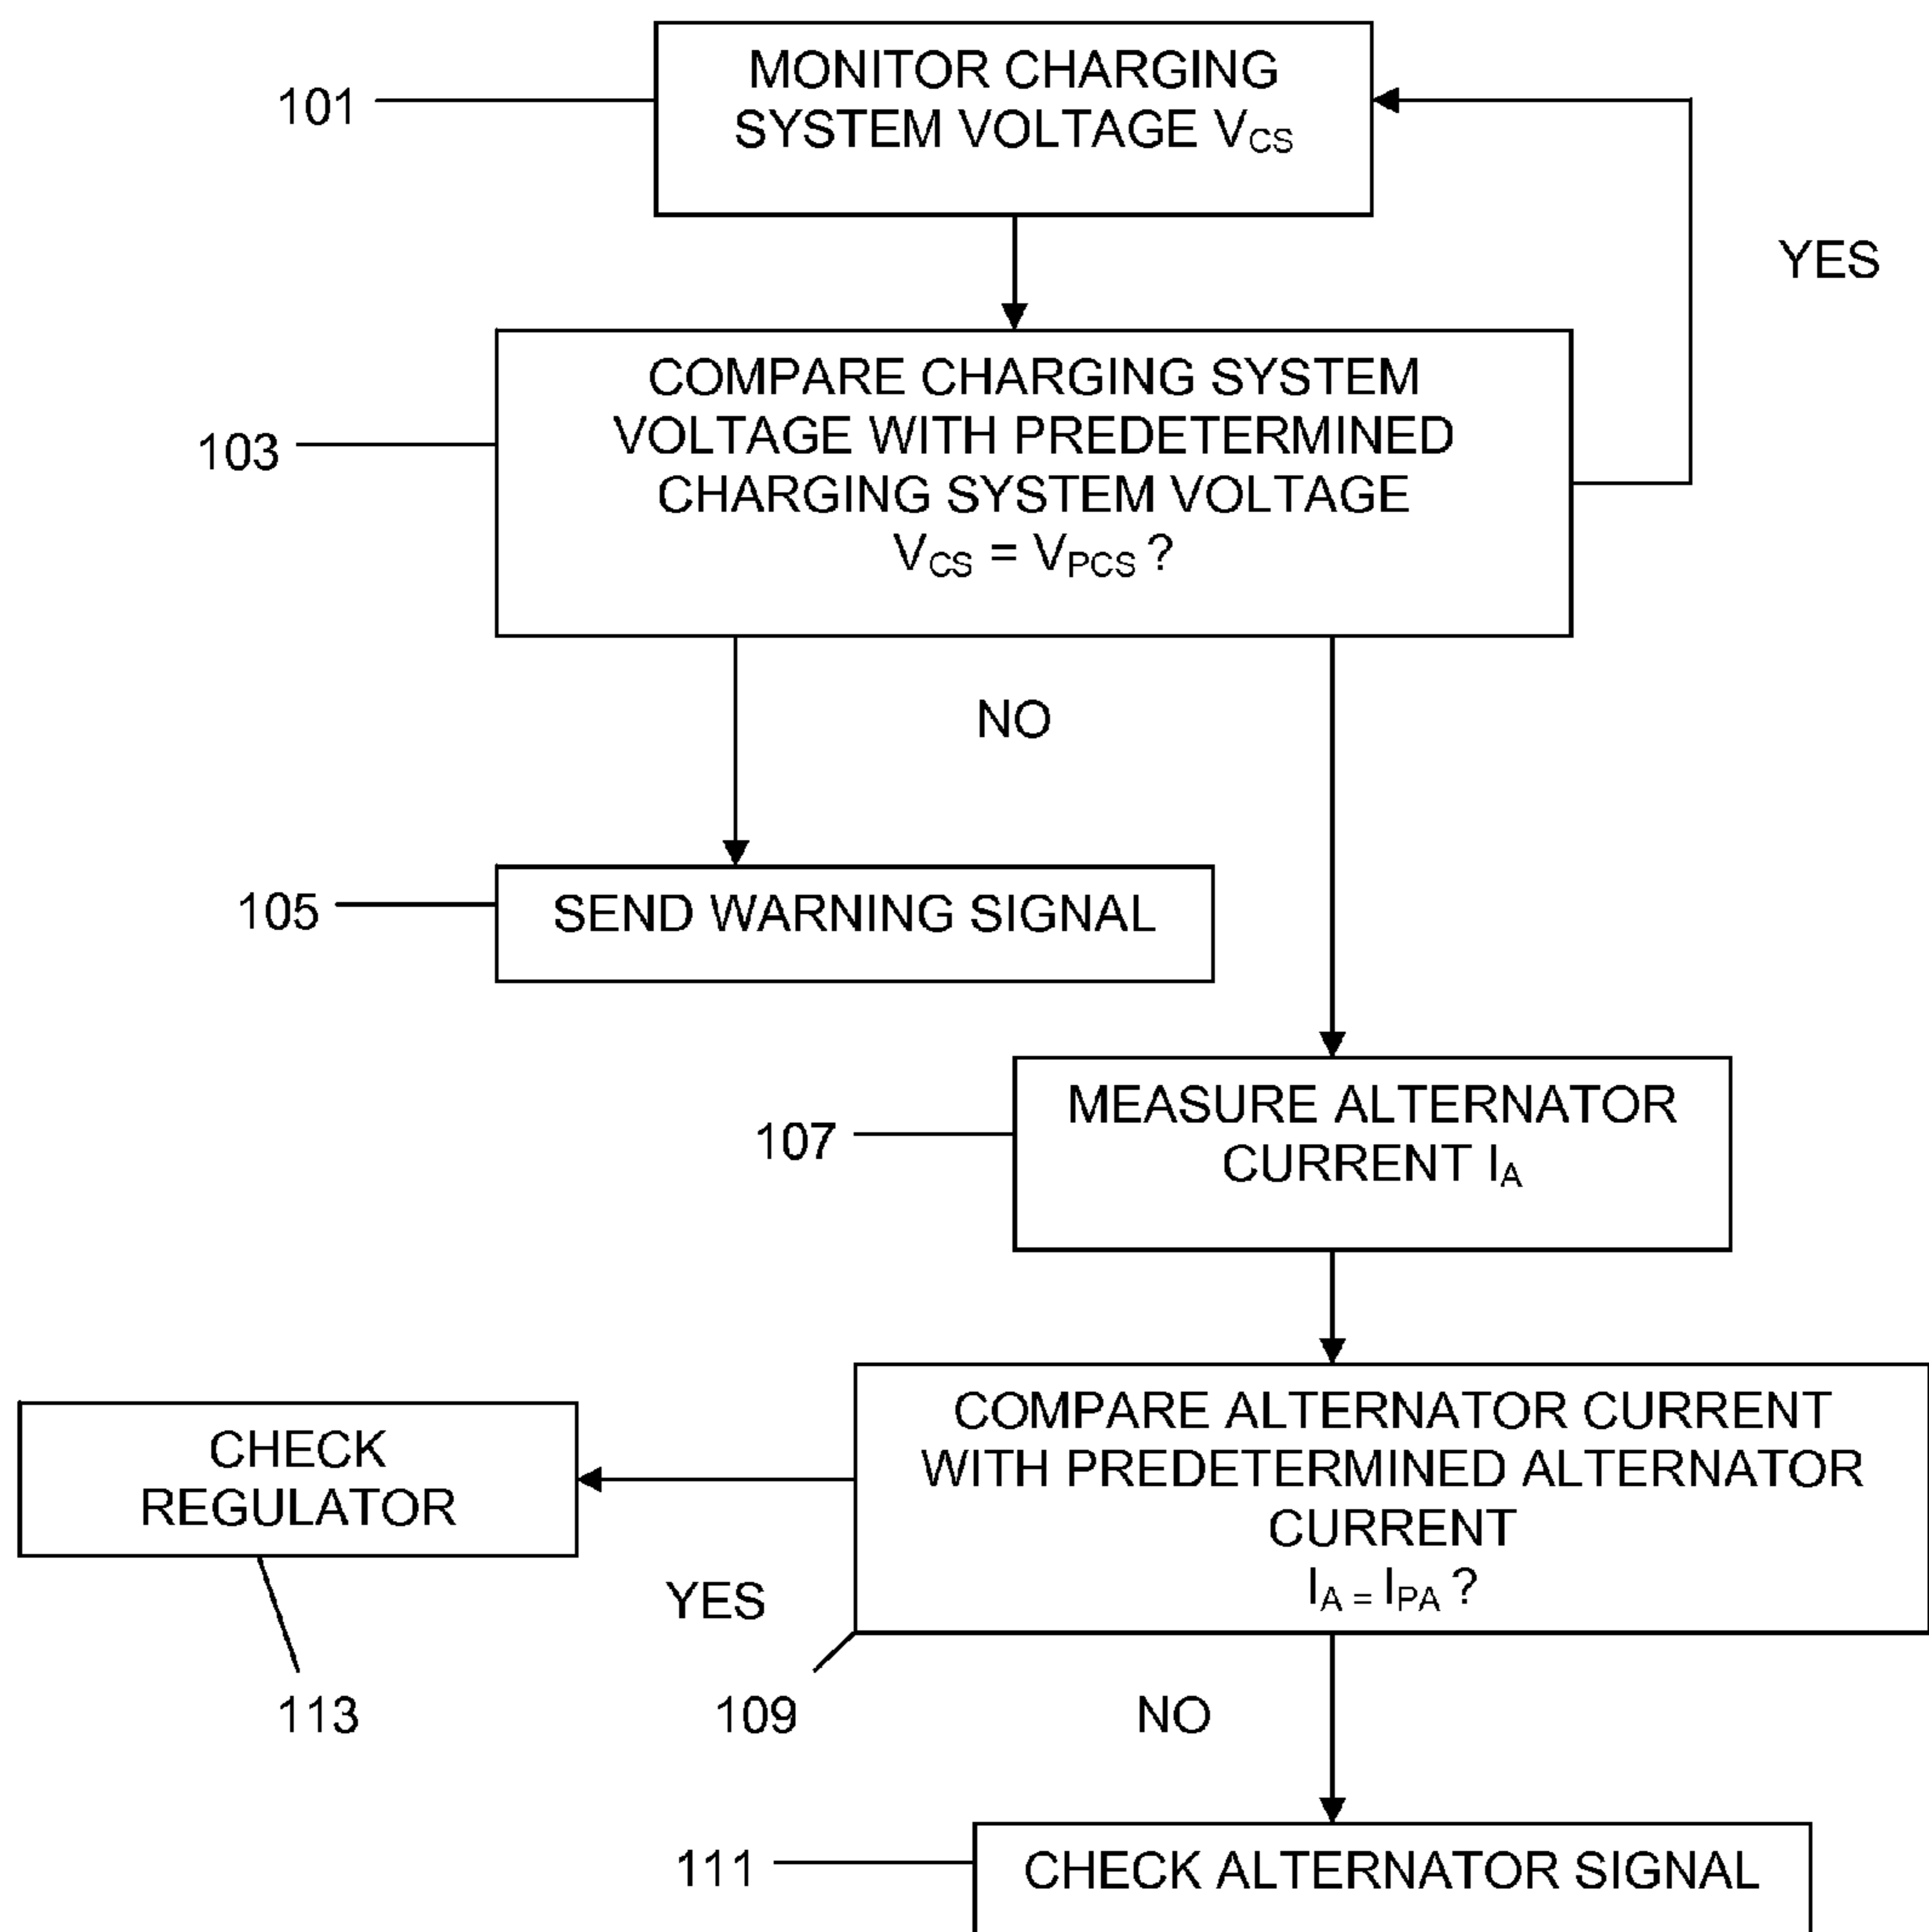 MONITOR CHARGING
SYSTEM VOLTAGE VCS
101
YES
COMPARE CHARGING SYSTEM
VOLTAGE WITH PREDETERMINED
CHARGING SYSTEM VOLTAGE
VCS = VPCS ?
103
NO
105
SEND WARNING SIGNAL
MEASURE ALTERNATOR
CURRENT IA
107
COMPARE ALTERNATOR CURRENT
WITH PREDETERMINED ALTERNATOR
CURRENT
IA = IPA ?
CHECK
REGULATOR
YES
113
109
NO
111
CHECK ALTERNATOR SIGNAL